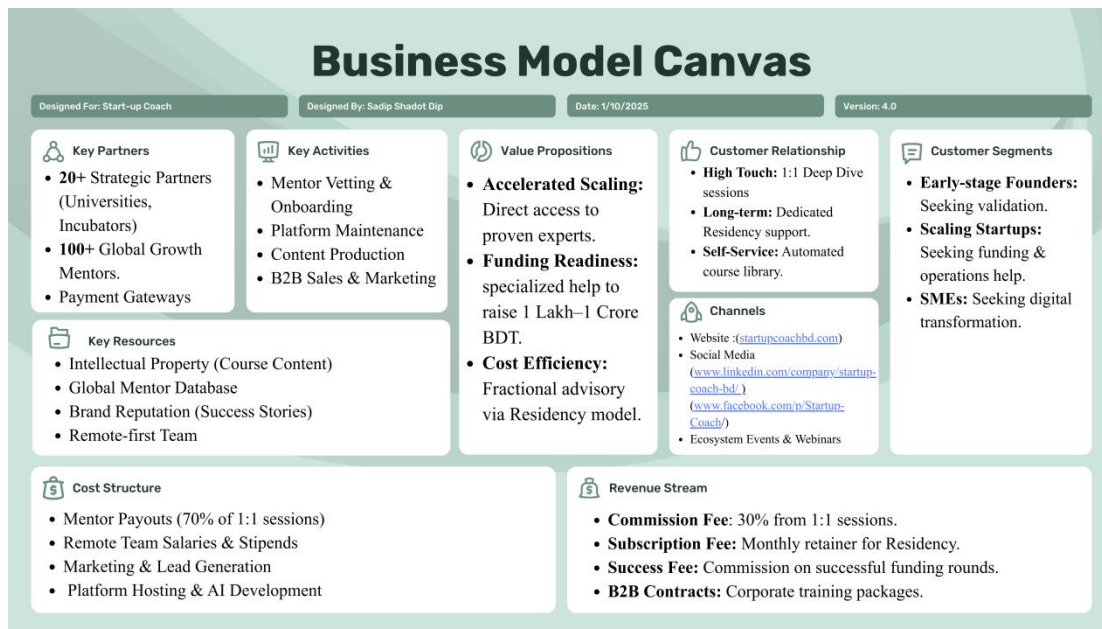 Business Model Canvas
Designed For: Start-up Coach
Designed By: Sadip Shadot Dip
Date: 1/10/2025
Version: 4.0
Key Partners
• 20+ Strategic Partners
(Universities,
Incubators)
• 100+ Global Growth
Mentors.
• Payment Gateways
Key Activities
• Mentor Vetting &
Onboarding
• Platform Maintenance
• Content Production
• B2B Sales & Marketing
Key Resources
• Intellectual Property (Course Content)
• Global Mentor Database
• Brand Reputation (Success Stories)
• Remote-first Team
Value Propositions
• Accelerated Scaling:
Direct access to
proven experts.
• Funding Readiness:
specialized help to
raise 1 Lakh–1 Crore
BDT.
• Cost Efficiency:
Fractional advisory
via Residency model.
Customer Relationship
• High Touch: 1:1 Deep Dive
sessions
• Long-term: Dedicated
Residency support.
• Self-Service: Automated
course library.
Channels
• Website :(startupcoachbd.com)
• Social Media
(www.linkedin.com/company/startup-
coach-bd/ )
(www.facebook.com/p/Startup-
Coach/)
• Ecosystem Events & Webinars
Customer Segments
• Early-stage Founders:
Seeking validation.
• Scaling Startups:
Seeking funding &
operations help.
• SMEs: Seeking digital
transformation.
Cost Structure
• Mentor Payouts (70% of 1:1 sessions)
• Remote Team Salaries & Stipends
• Marketing & Lead Generation
• Platform Hosting & AI Development
Revenue Stream
• Commission Fee: 30% from 1:1 sessions.
• Subscription Fee: Monthly retainer for Residency.
• Success Fee: Commission on successful funding rounds.
• B2B Contracts: Corporate training packages.